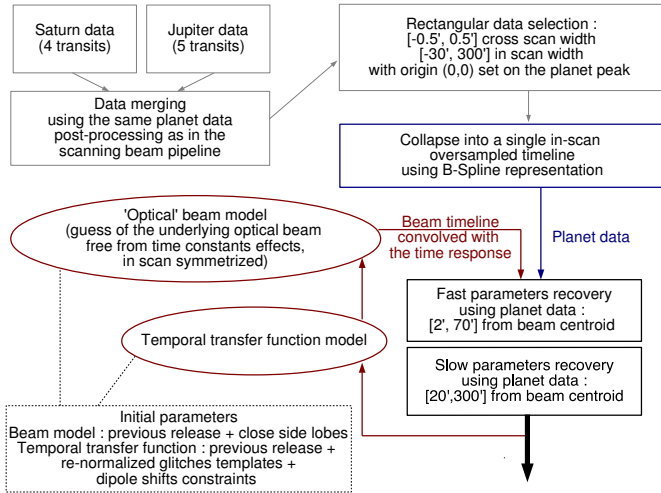 Saturn data
(4 transits)
Jupiter data
(5 transits)
Rectangular data selection :
[-0.5', 0.5'] cross scan width
[-30', 300'] in scan width
with origin (0,0) set on the planet peak
Data merging
using the same planet data
post-processing as in the
scanning beam pipeline
Collapse into a single in-scan
oversampled timeline
using B-Spline representation
'Optical' beam model
(guess of the underlying optical beam
free from time constants effects,
in scan symmetrized)
Beam timeline
convolved with
the time response
Planet data
Fast parameters recovery
using planet data :
[2', 70'] from beam centroid
Temporal transfer function model
Slow parameters recovery
using planet data :
[20',300'] from beam centroid
Initial parameters
Beam model : previous release + close side lobes
Temporal transfer function : previous release +
re-normalized glitches templates +
dipole shifts constraints